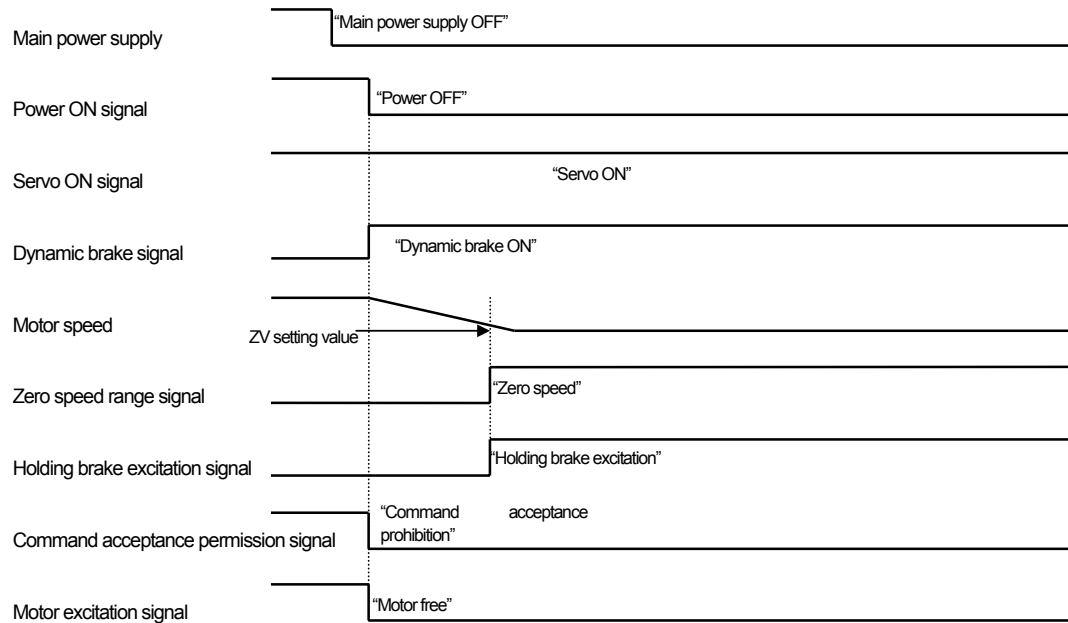 Main power supply
“Main power supply OFF”
Power ON signal
“Power OFF”
Servo ON signal
“Servo ON”
Dynamic brake signal
“Dynamic brake ON”
Motor speed
ZV setting value
Zero speed range signal
“Zero speed”
Holding brake excitation signal
“Holding brake excitation”
Command acceptance permission signal
“Command acceptance
prohibition”
Motor excitation signal
“Motor free”